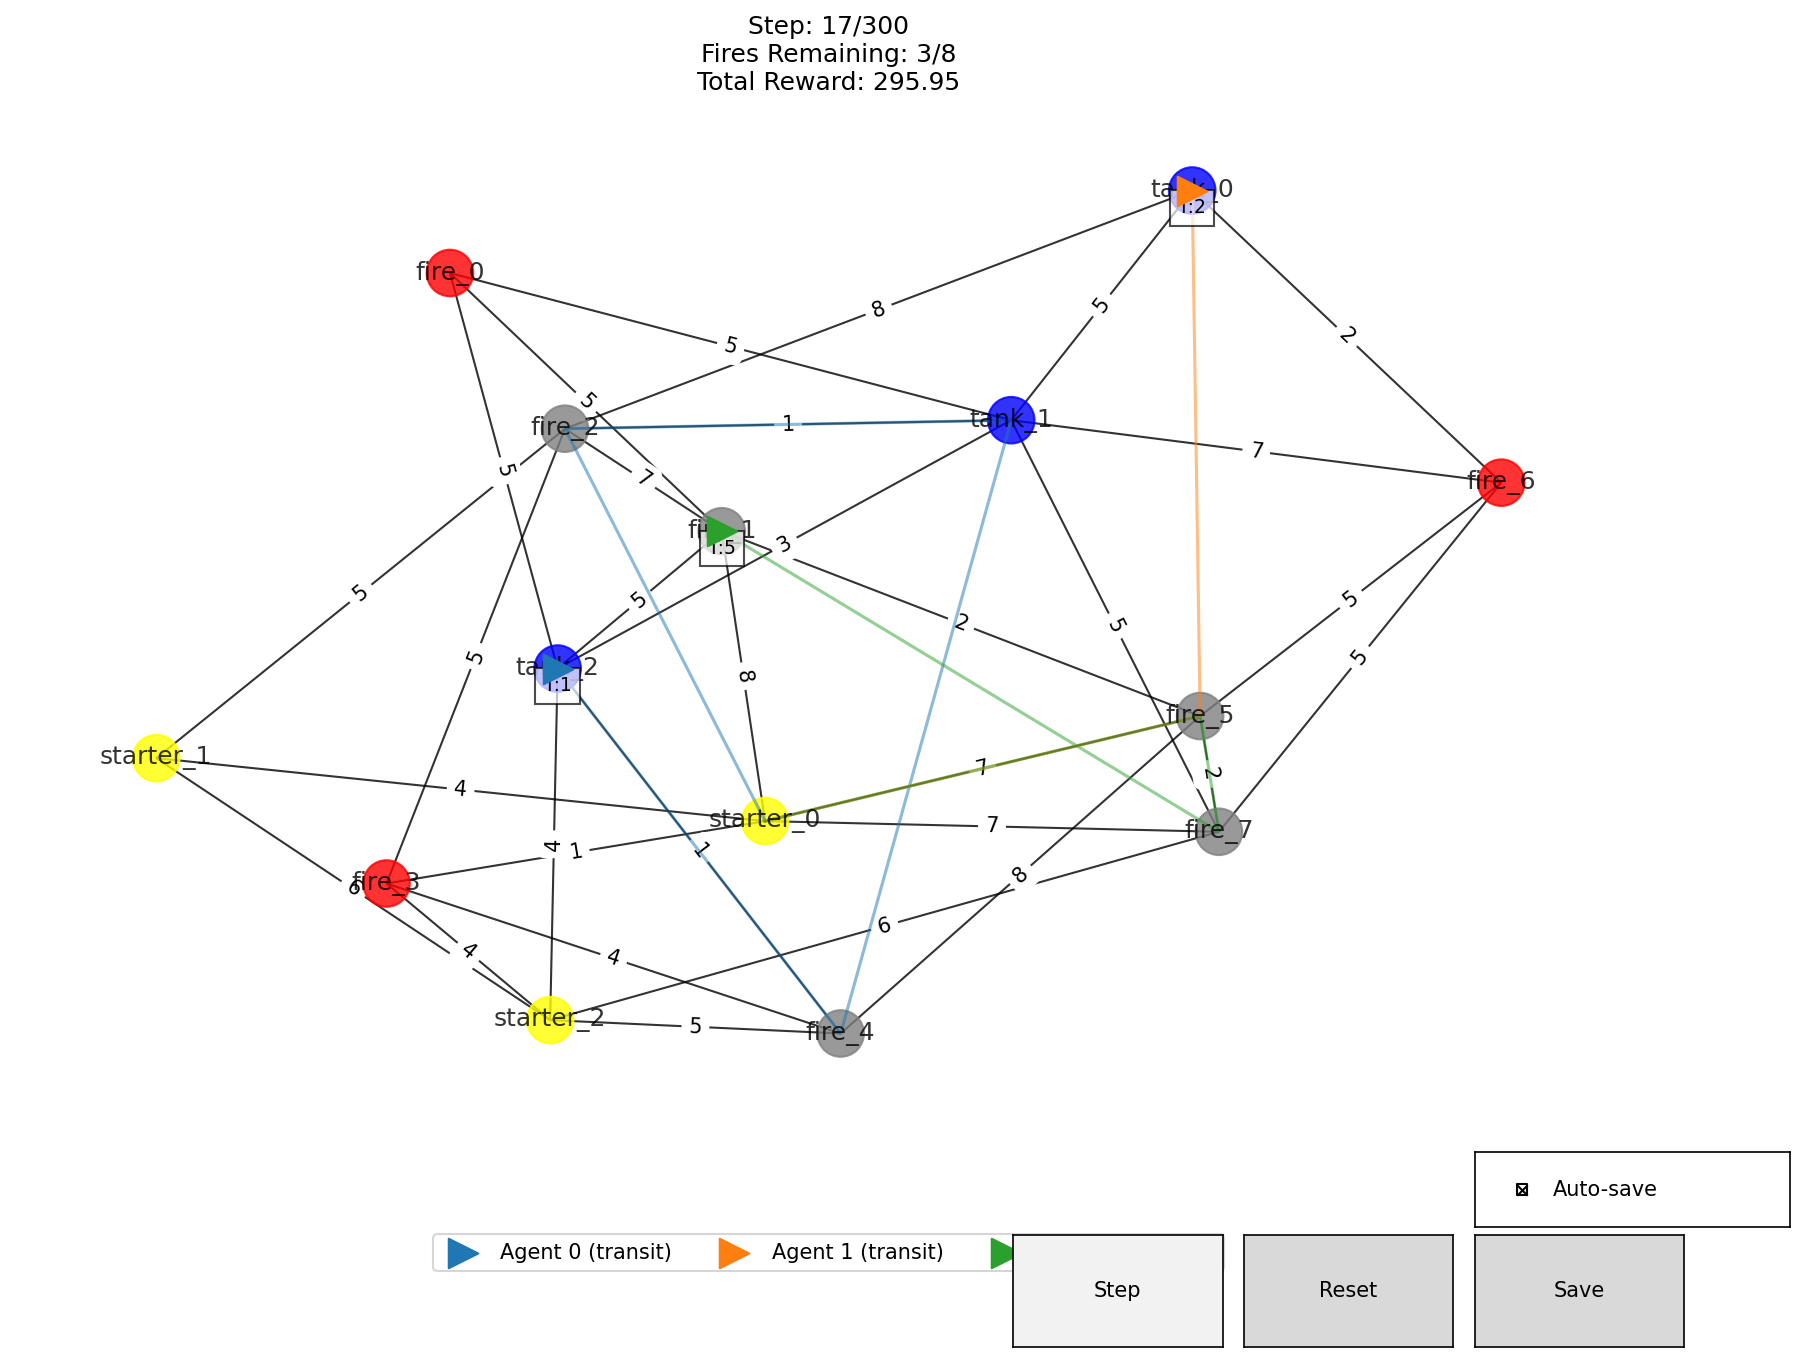 Step: 17/300
Fires Remaining: 3/8
Total Reward: 295.95
tank_0
T:2
fire_0
8
5
2
5
5
fire_2
1
tank_1
7
5
7
fire_6
fire_1
T:5
3
5
5
5
2
5
5
5
tank_2
T:1
8
fire_5
starter_1
7
2
4
starter_0
7
fire_7
4
1
1
8
6
fire_3
6
4
4
starter_2
5
fire_4
Auto-save
Agent 0 (transit)
Agent 1 (transit)
Step
Reset
Save